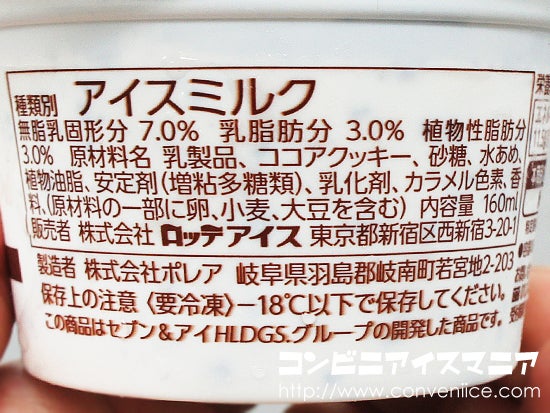 種類別 アイスミルク
無脂乳固形分 7.0% 乳脂肪分 3.0% 植物性脂肪分
3.0% 原材料名 乳製品、ココアクッキー、砂糖、水あめ、
植物油脂、安定剤(増粘多糖類)、乳化剤、カラメル色素、香
料、(原材料の一部に卵、小麦、大豆を含む) 内容量 160ml
販売者 株式会社 ロッテアイス 東京都新宿区西新宿3-20-1
製造者 株式会社ポレア 岐阜県羽島郡岐南町若宮地2-203
保存上の注意〈要冷凍〉-18℃以下で保存してください。
この商品はセブン&アイHLDGS.グループの開発した商品です。
コンビニアイスマニア
http://www.conveniice.com/